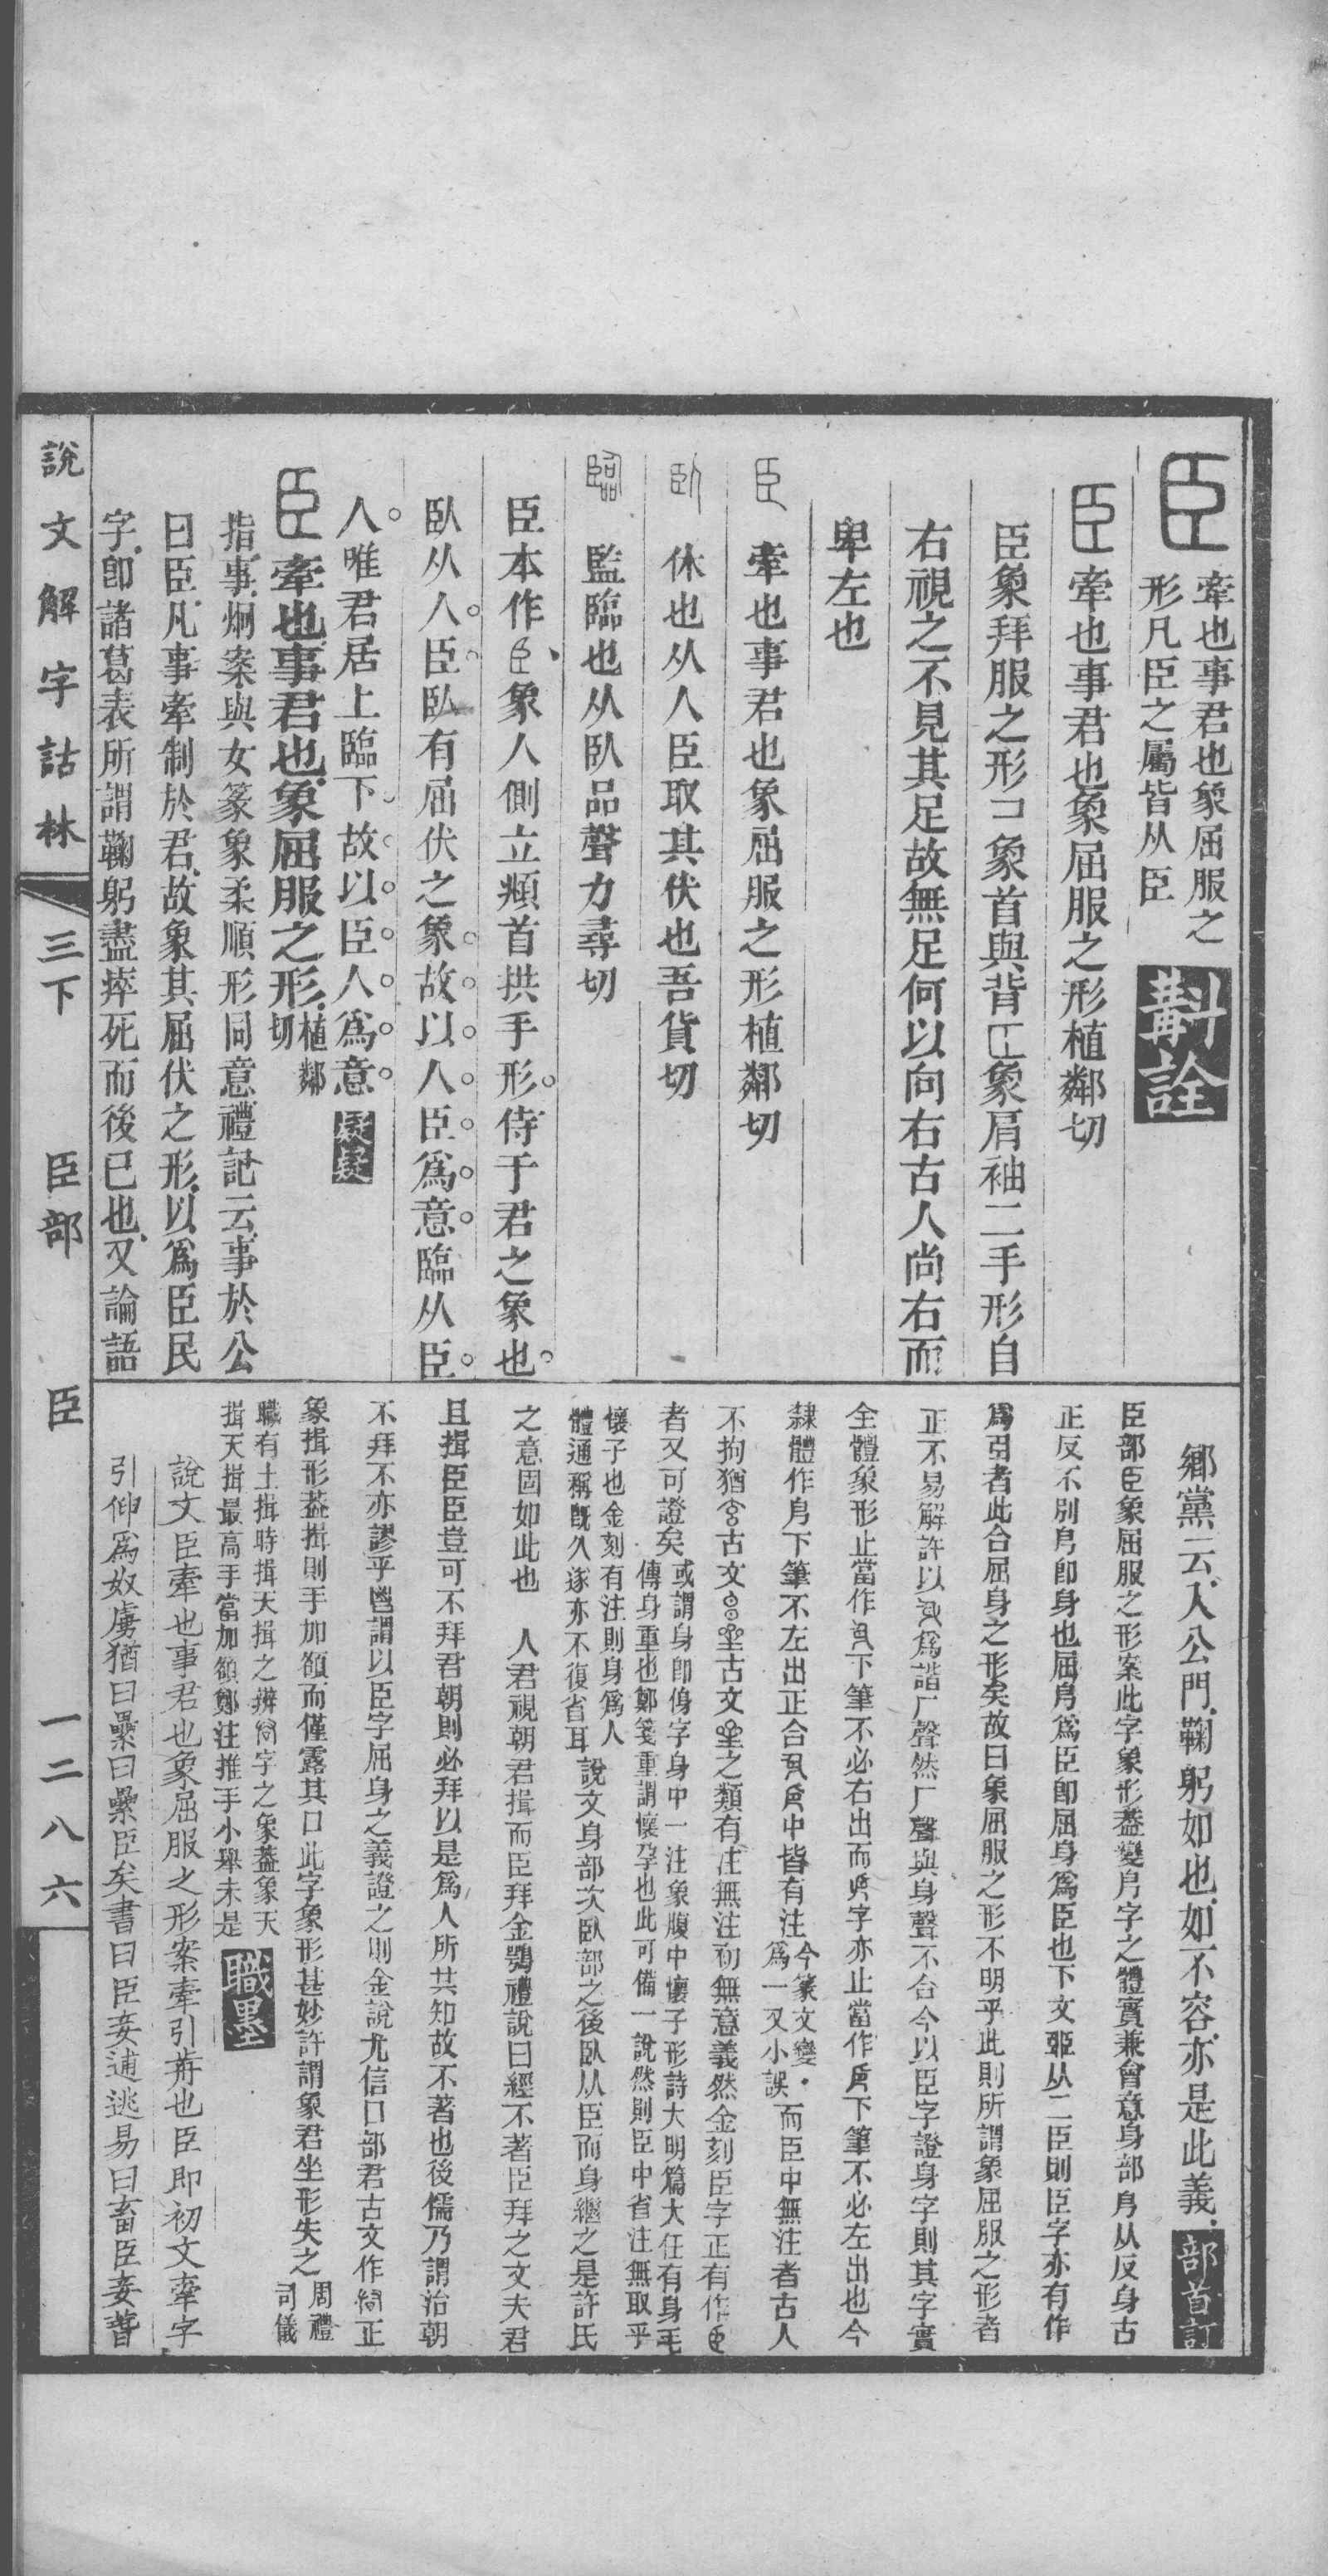 臣
牽也事君也象屈服之
形凡臣之屬皆从臣
斠詮
臣牽也事君也象屈服之形植鄰切
臣象拜服之形コ象首與背象肩袖二手形自
右視之不見其足故無足何以向右古人尚右而
卑左也
臣牽也事君也象屈服之形植鄰切
臥休也从人臣取其伏也吾貨切
臨監臨也从臥品聲力尋切
臣本作象人側立頫首拱手形侍于君之象也
臥从人臣臥有屈伏之象故以人臣爲意臨从臣
人唯君居上臨下故以臣人爲意
臣牽也事君也象屈服之形植鄰切
指事炯案與女篆象柔順形同意禮記云事於公
曰臣凡事牽制於君故象其屈伏之形以爲臣民
字卽諸葛表所謂鞠躬盡瘁死而後已也又論語
鄉黨云入公門鞠躬如也如不容亦是此義
部首訂
臣部臣象屈服之形案此字象形葢變字之體實兼會意身部从反身古
正反不別卽身也屈爲臣卽屈身爲臣也下文从二臣則臣字亦有作
爲引者此合屈身之形矣故曰象屈服之形不明乎此則所謂象屈服之形者
正不易解許以爲諧厂聲然厂聲與身聲不合今以臣字證身字則其字實
全體象形止當作下筆不必右出而字亦止當作下筆不必左出也今
隸體作身下筆不左出正合中皆有注今篆文變爲一又小誤而臣中無注者古人
不拘猶古文古文之類有注無注初無意義然金刻臣字正有作
者又可證矣或謂身卽㑗字身中一注象腹中懷子形詩大明篇大任有身毛
傳身重也鄭箋重謂懷孕也此可備一說然則臣中省注無取乎
懷子也金刻有注則身爲人
體通稱旣久遂亦不復省耳說文身部次臥部之後臥从臣而身繼之是許氏
之意固如此也　人君視朝君揖而臣拜金鶚禮說曰經不著臣拜之文夫君
且揖臣臣豈可不拜君朝則必拜以是爲人所共知故不著也後儒乃謂治朝
不拜不亦謬乎鬯謂以臣字屈身之義證之則金說尤信口部君古文作正
象揖形葢揖則手加額而僅露其口此字象形甚妙許謂象君坐形失之周禮司儀
職有土揖時揖天揖之辨字之象葢象天
揖天揖最高手當加額鄭注推手小舉未是
職墨
說文臣牽也事君也象屈服之形案牽引歬也臣即初文牽字
引伸爲奴虜猶曰纍曰纍臣矣書曰臣妾逋逃易曰畜臣妾
說文解字詁林
三下
臣部
臣
一二八六